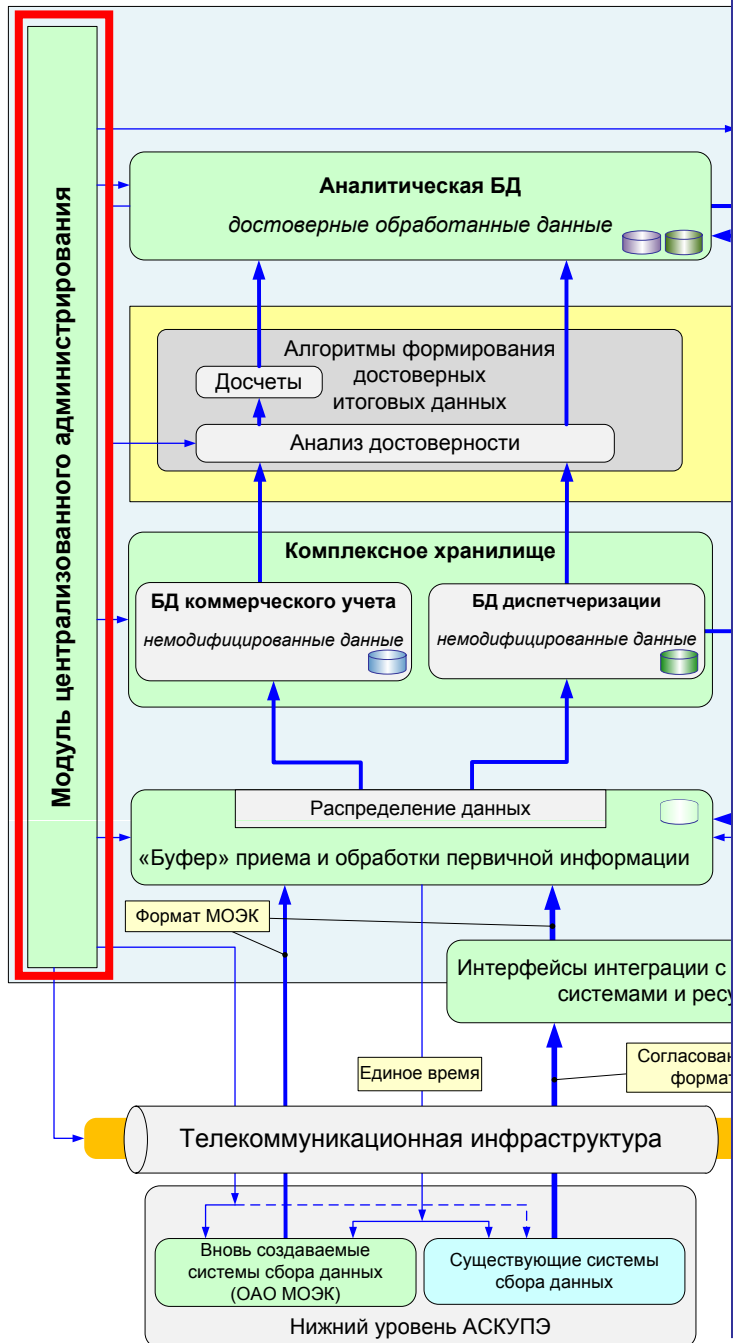 Модуль централизованного администрирования
Аналитическая БД
достоверные обработанные данные
Алгоритмы формирования
достоверных
итоговых данных
Досчеты
Анализ достоверности
Комплексное хранилище
БД коммерческого учета
немодифицированные данные
БД диспетчеризации
немодифицированные данные
Распределение данных
«Буфер» приема и обработки первичной информации
Формат МОЭК
Интерфейсы интеграции с
системами и ресу
Единое время
Согласован
формат
Телекоммуникационная инфраструктура
Вновь создаваемые
системы сбора данных
(ОАО МОЭК)
Существующие системы
сбора данных
Нижний уровень АСКУПЭ